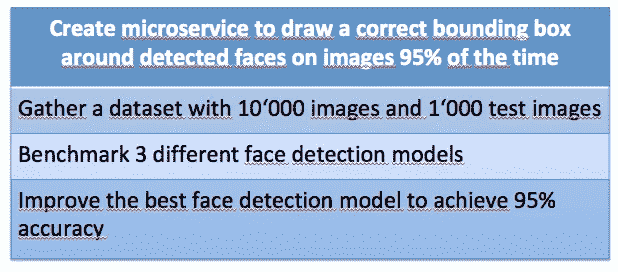 Create microservice to draw a correct bounding box
around detected faces on images 95% of the time
Gather a dataset with 10‘000 images and 1‘000 test images
Benchmark 3 different face detection models
Improve the best face detection model to achieve 95%
accuracy